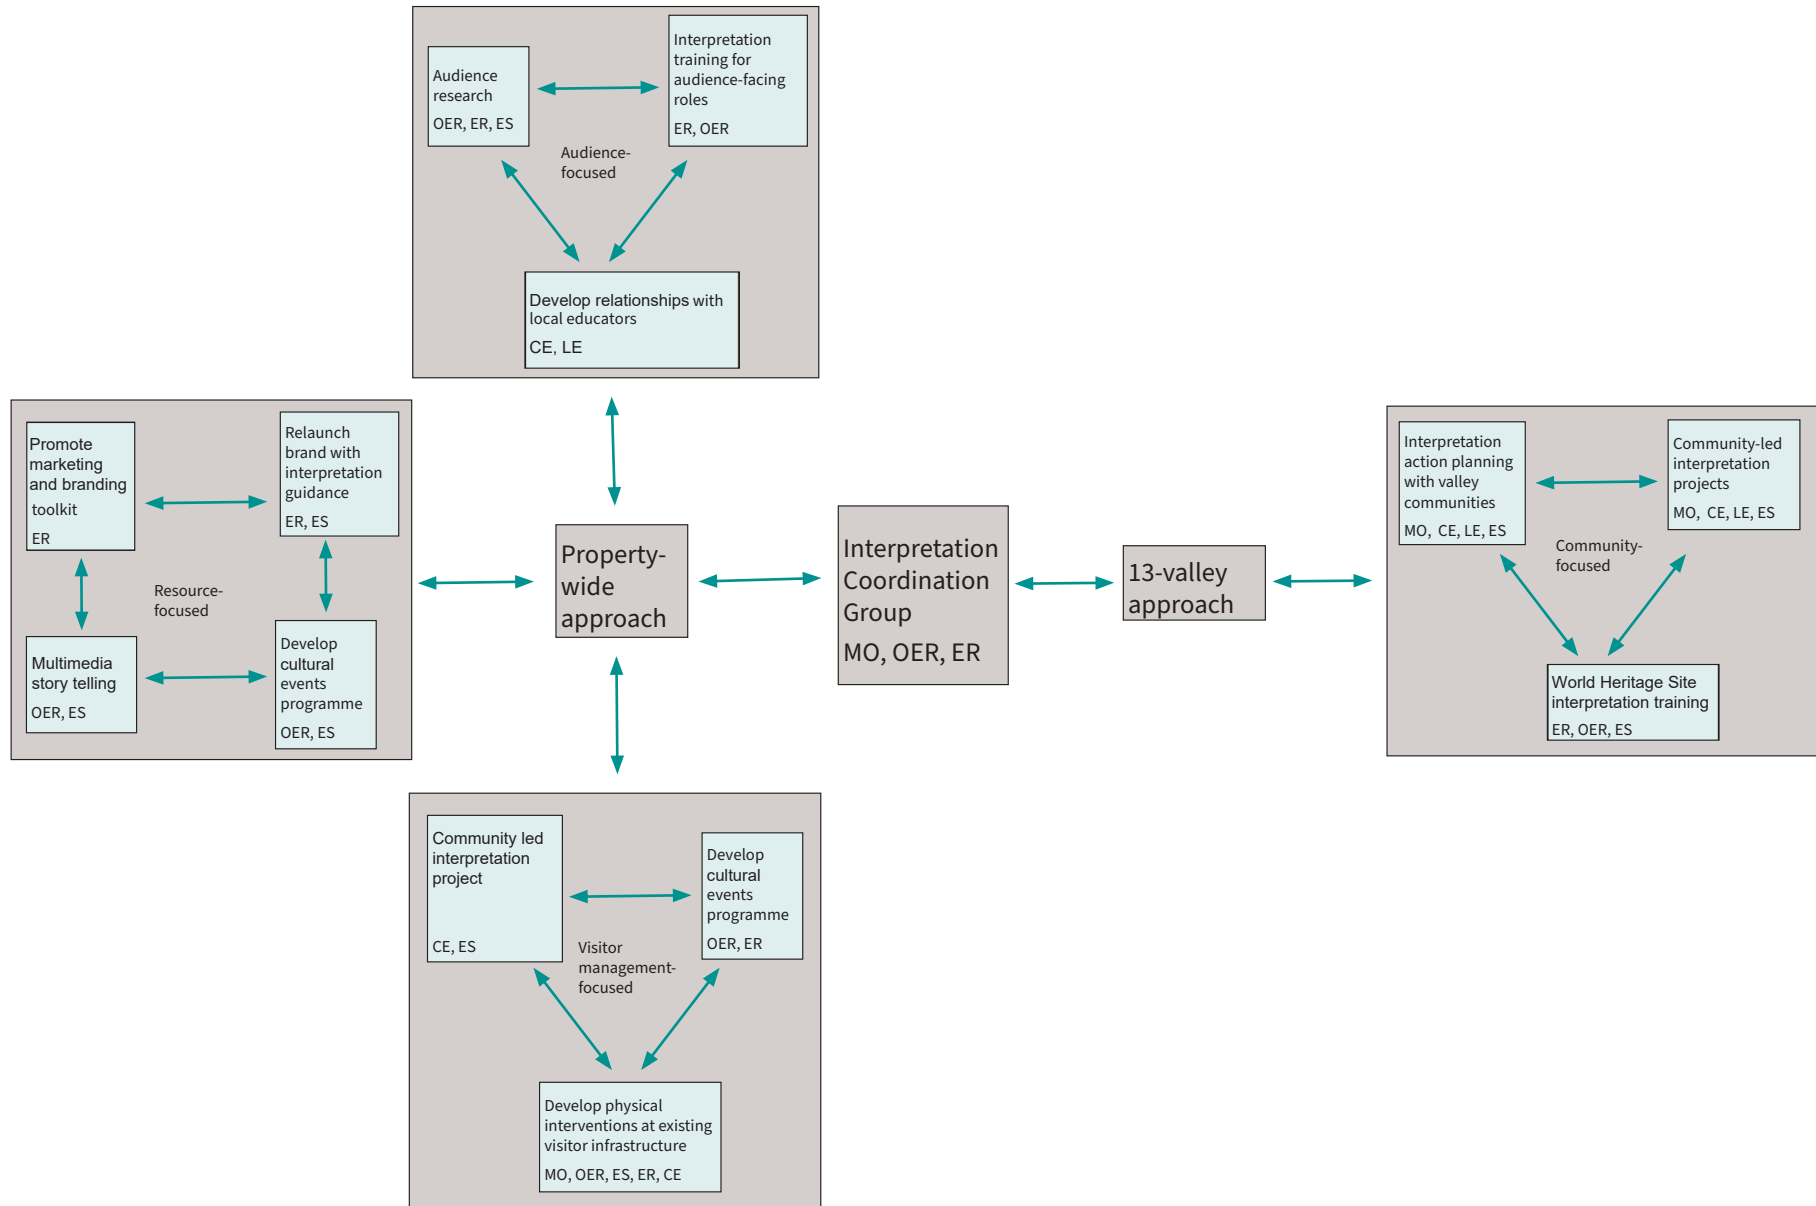 Audience
research
OER, ER, ES
Interpretation
training for
audience-facing
roles
ER, OER
Audience-
focused
Develop relationships with
local educators
CE, LE
Promote
marketing
and branding
toolkit
ER
Relaunch
brand with
interpretation
guidance
ER, ES
Resource-
focused
Multimedia
story telling
OER, ES
Develop
cultural
events
programme
OER, ES
Property-
wide
approach
Interpretation
Coordination
Group
MO, OER, ER
13-valley
approach
Interpretation
action planning
with valley
communities
MO, CE, LE, ES
Community-led
interpretation
projects
MO, CE, LE, ES
Community-
focused
World Heritage Site
interpretation training
ER, OER, ES
Community led
interpretation
project
CE, ES
Develop
cultural
events
programme
OER, ER
Visitor
management-
focused
Develop physical
interventions at existing
visitor infrastructure
MO, OER, ES, ER, CE